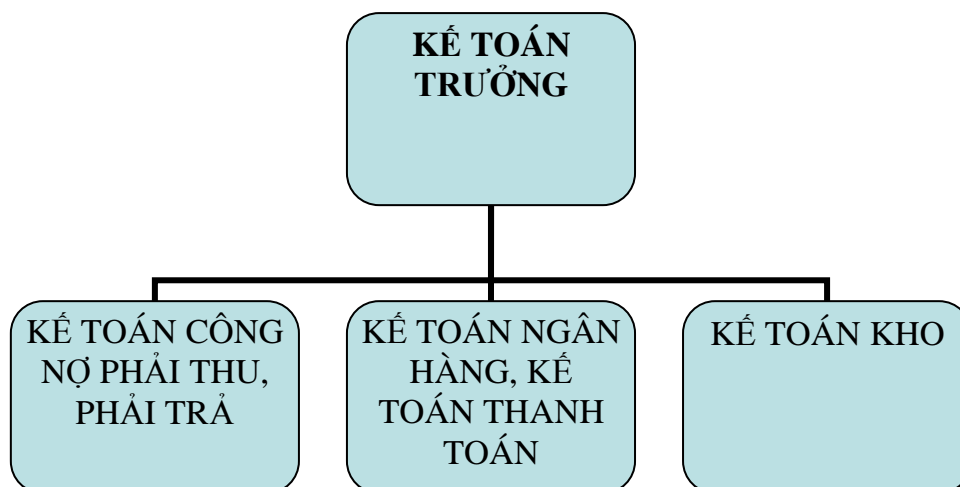 KẾ TOÁN
TRƯỞNG
KẾ TOÁN CÔNG
NỢ PHẢI THU,
PHẢI TRẢ
KẾ TOÁN NGÂN
HÀNG, KẾ
TOÁN THANH
TOÁN
KẾ TOÁN KHO